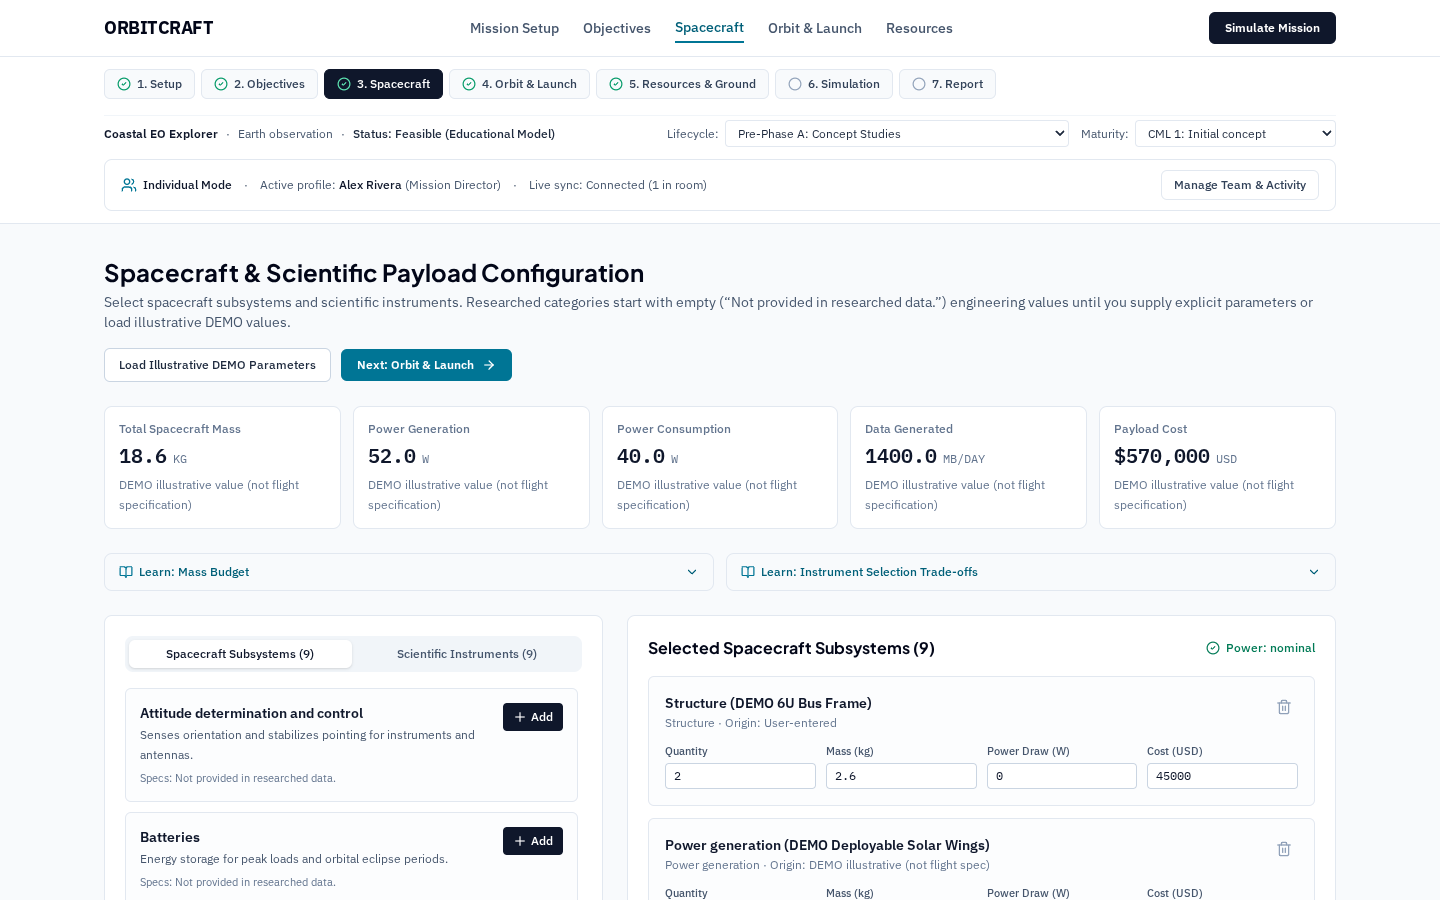 ORBITCRAFT
Mission Setup
Objectives
Spacecraft
Orbit & Launch
Resources
Simulate Mission
1. Setup
2. Objectives
3. Spacecraft
4. Orbit & Launch
5. Resources & Ground
6. Simulation
7. Report
Coastal EO Explorer · Earth observation · Status: Feasible (Educational Model)
Lifecycle: Pre-Phase A: Concept Studies
Maturity: CML 1: Initial concept
Individual Mode · Active profile: Alex Rivera (Mission Director) · Live sync: Connected (1 in room)
Manage Team & Activity
Spacecraft & Scientific Payload Configuration
Select spacecraft subsystems and scientific instruments. Researched categories start with empty (“Not provided in researched data.”) engineering values until you supply explicit parameters or
load illustrative DEMO values.
Load Illustrative DEMO Parameters
Next: Orbit & Launch
Total Spacecraft Mass
18.6 KG
DEMO illustrative value (not flight
specification)
Power Generation
52.0 W
DEMO illustrative value (not flight
specification)
Power Consumption
40.0 W
DEMO illustrative value (not flight
specification)
Data Generated
1400.0 MB/DAY
DEMO illustrative value (not flight
specification)
Payload Cost
$570,000 USD
DEMO illustrative value (not flight
specification)
Learn: Mass Budget
Learn: Instrument Selection Trade-offs
Spacecraft Subsystems (9)
Scientific Instruments (9)
Attitude determination and control
Senses orientation and stabilizes pointing for instruments and
antennas.
Specs: Not provided in researched data.
Add
Batteries
Energy storage for peak loads and orbital eclipse periods.
Specs: Not provided in researched data.
Add
Selected Spacecraft Subsystems (9)
Power: nominal
Structure (DEMO 6U Bus Frame)
Structure · Origin: User-entered
Quantity
Mass (kg)
Power Draw (W)
Cost (USD)
2
2.6
0
45000
Power generation (DEMO Deployable Solar Wings)
Power generation · Origin: DEMO illustrative (not flight spec)
Quantity
Mass (kg)
Power Draw (W)
Cost (USD)